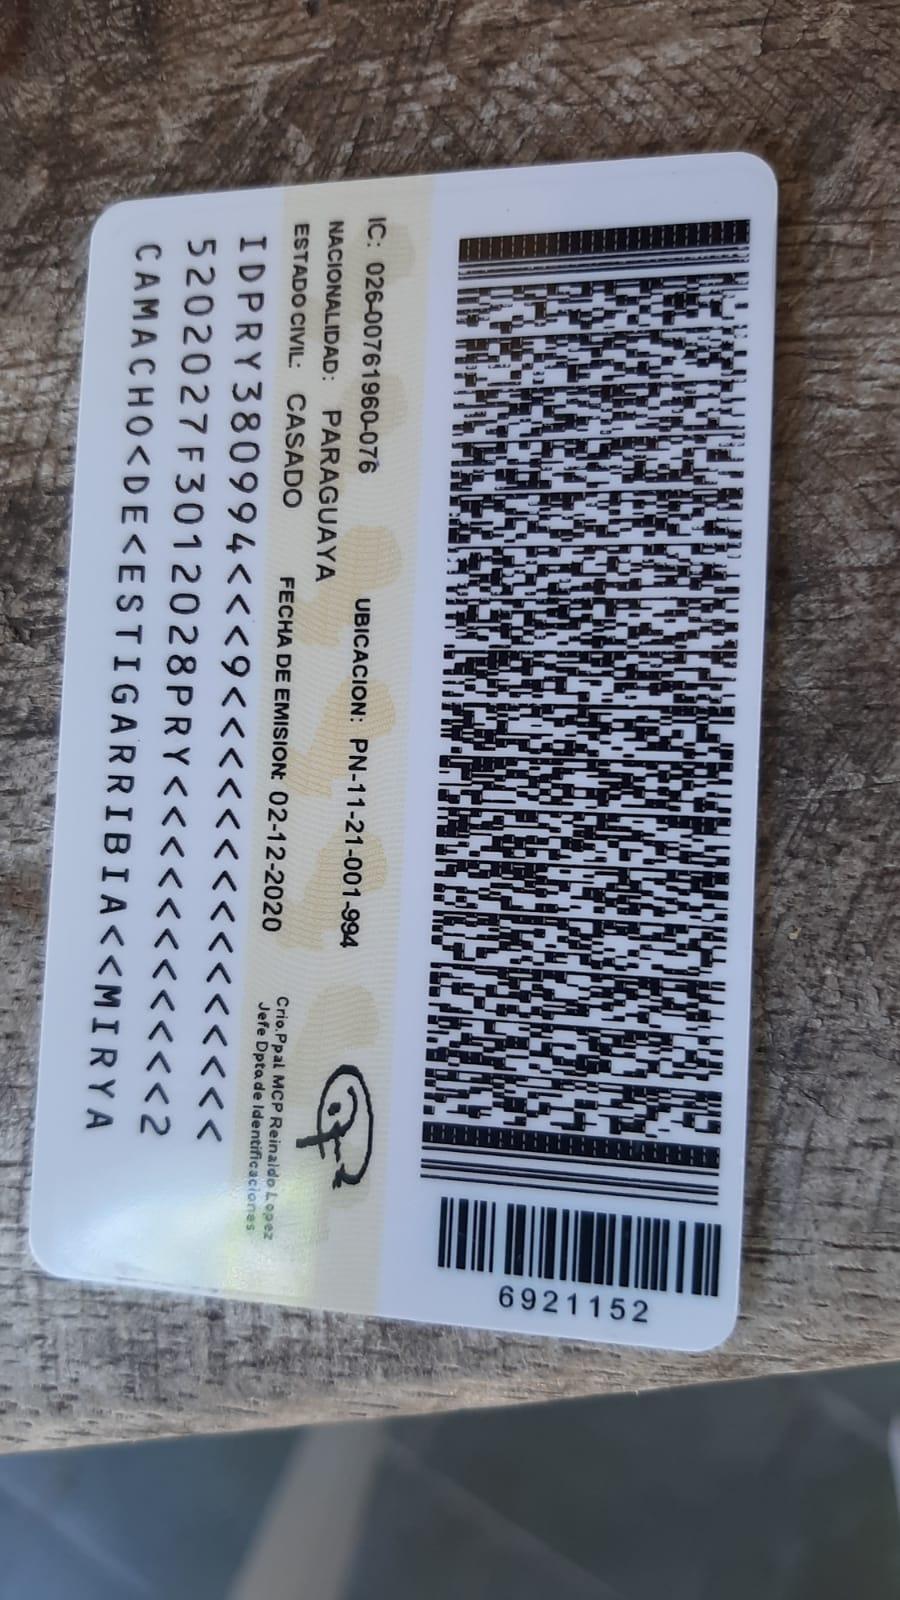 6921152
IC: 026-00761960-076
UBICACION: PN-11-21-001-994
NACIONALIDAD: PARAGUAYA
ESTADO CIVIL: CASADO
FECHA DE EMISION: 02-12-2020
Crio.Ppal MCP Reinaldo Lopez
Jefe Dpto de Identificaciones
IDPRY380994<<<9<<<<<<<<<<<<<<<
5202027F3012028PRY<<<<<<<<<<<2
CAMACHO<DE<ESTIGARRIBIA<<MIRYA